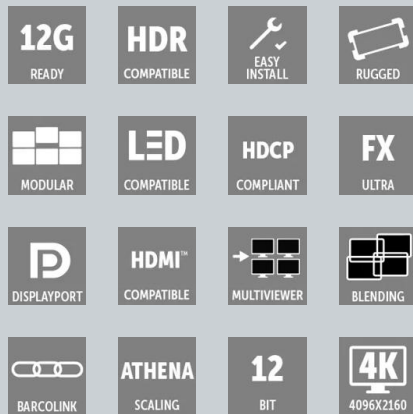 12G
READY
HDR
COMPATIBLE
EASY
INSTALL
RUGGED
MODULAR
LED
COMPATIBLE
HDCP
COMPLIANT
FX
ULTRA
DISPLAYPORT
HDMI™
COMPATIBLE
MULTIVIEWER
BLENDING
BARCOLINK
ATHENA
SCALING
12
BIT
4K
4096X2160